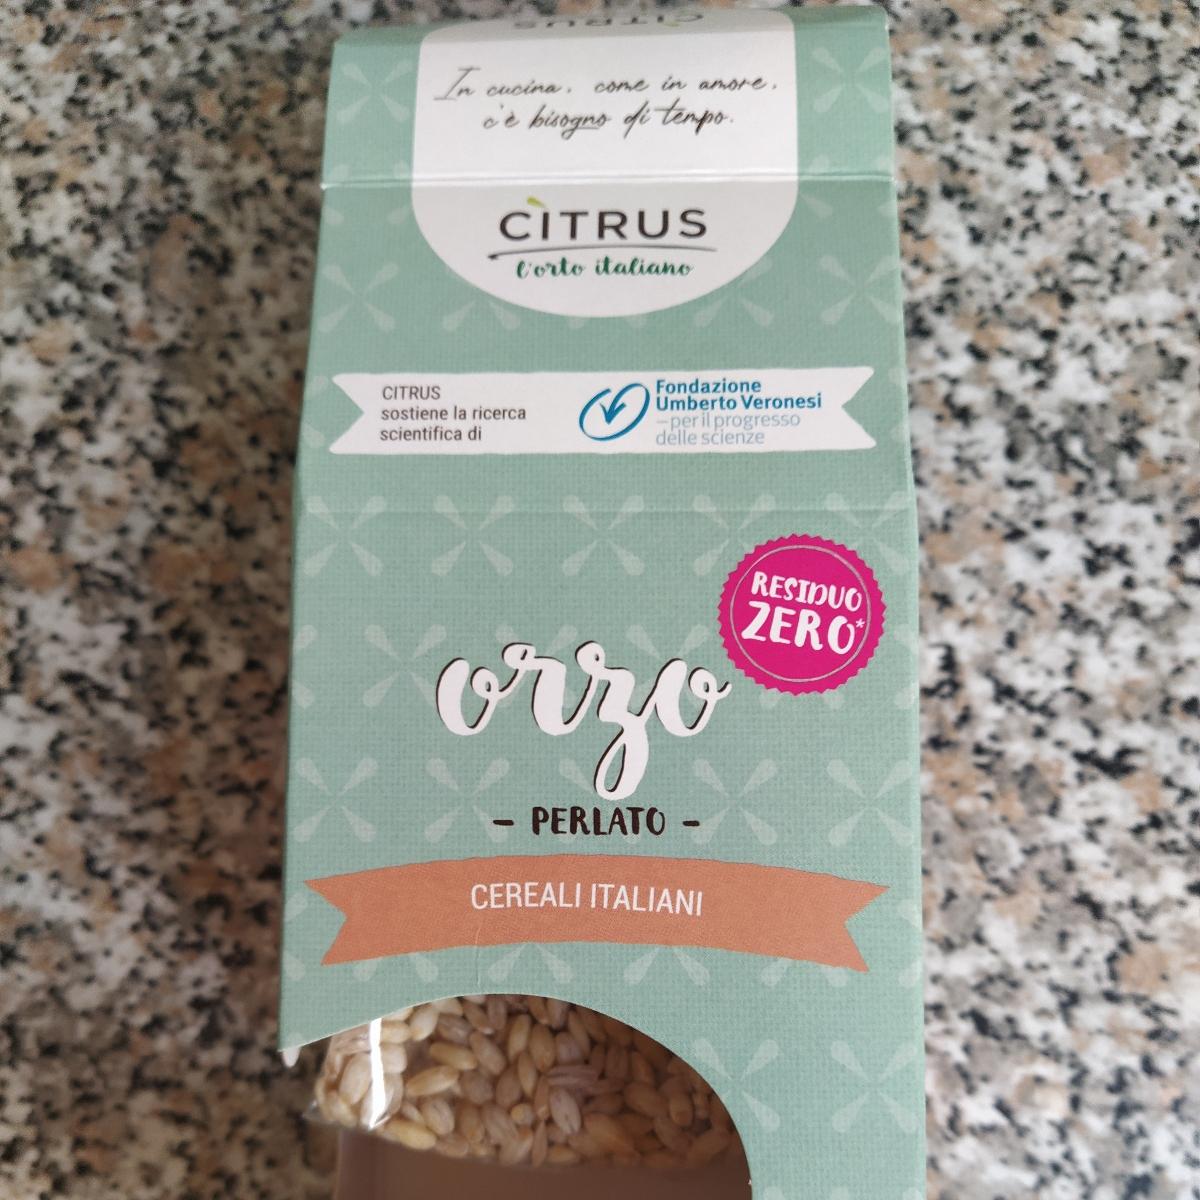 CITRUS
In cucina, come in amore,
c'è bisogno di tempo.
CÌTRUS
l'orto italiano
CITRUS
sostiene la ricerca
scientifica di
Fondazione
Umberto Veronesi
–per il progresso
delle scienze
RESIDUO
ZERO*
orzo
– PERLATO –
CEREALI ITALIANI